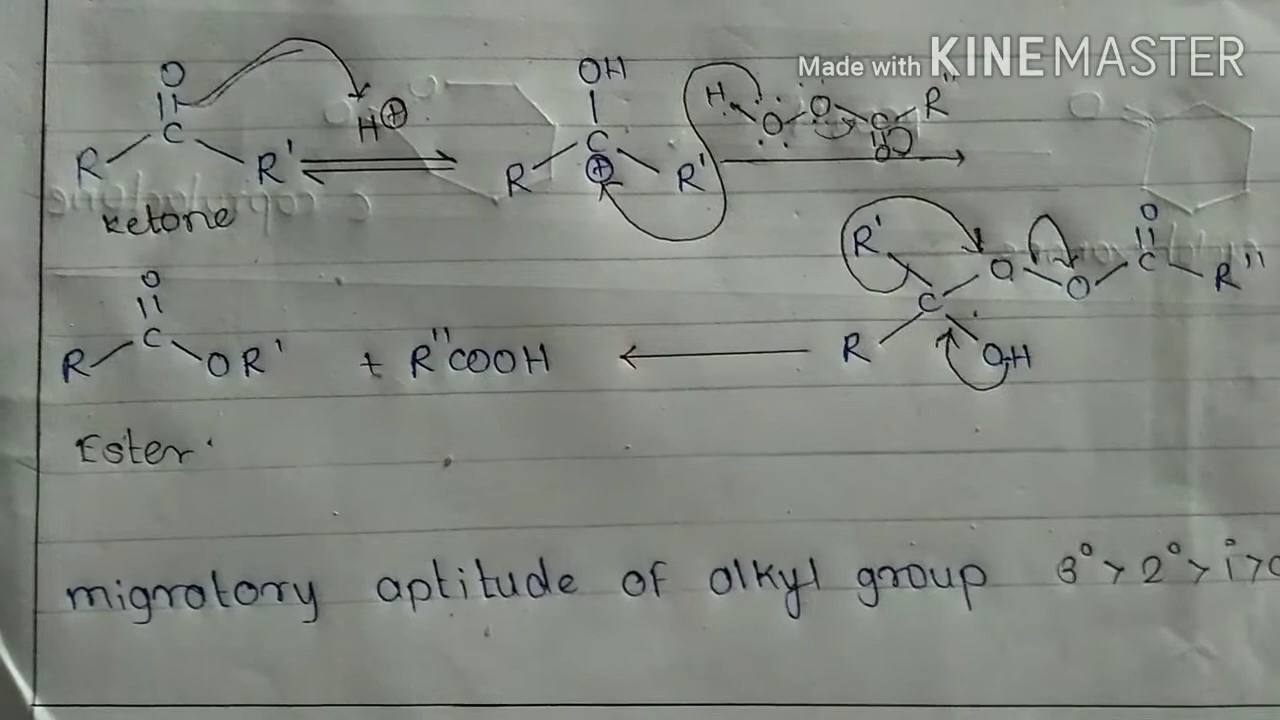 Made with KINEMASTER
O OH
|| H⊕ | H O O R"
C C O
R R' ⇌ R ⊕ R' →
ketone
O
||
R' O C
O R"
C
R OH
O
||
C
R OR' + R"COOH ←
Ester
migratory aptitude of alkyl group 3° > 2° > 1° >